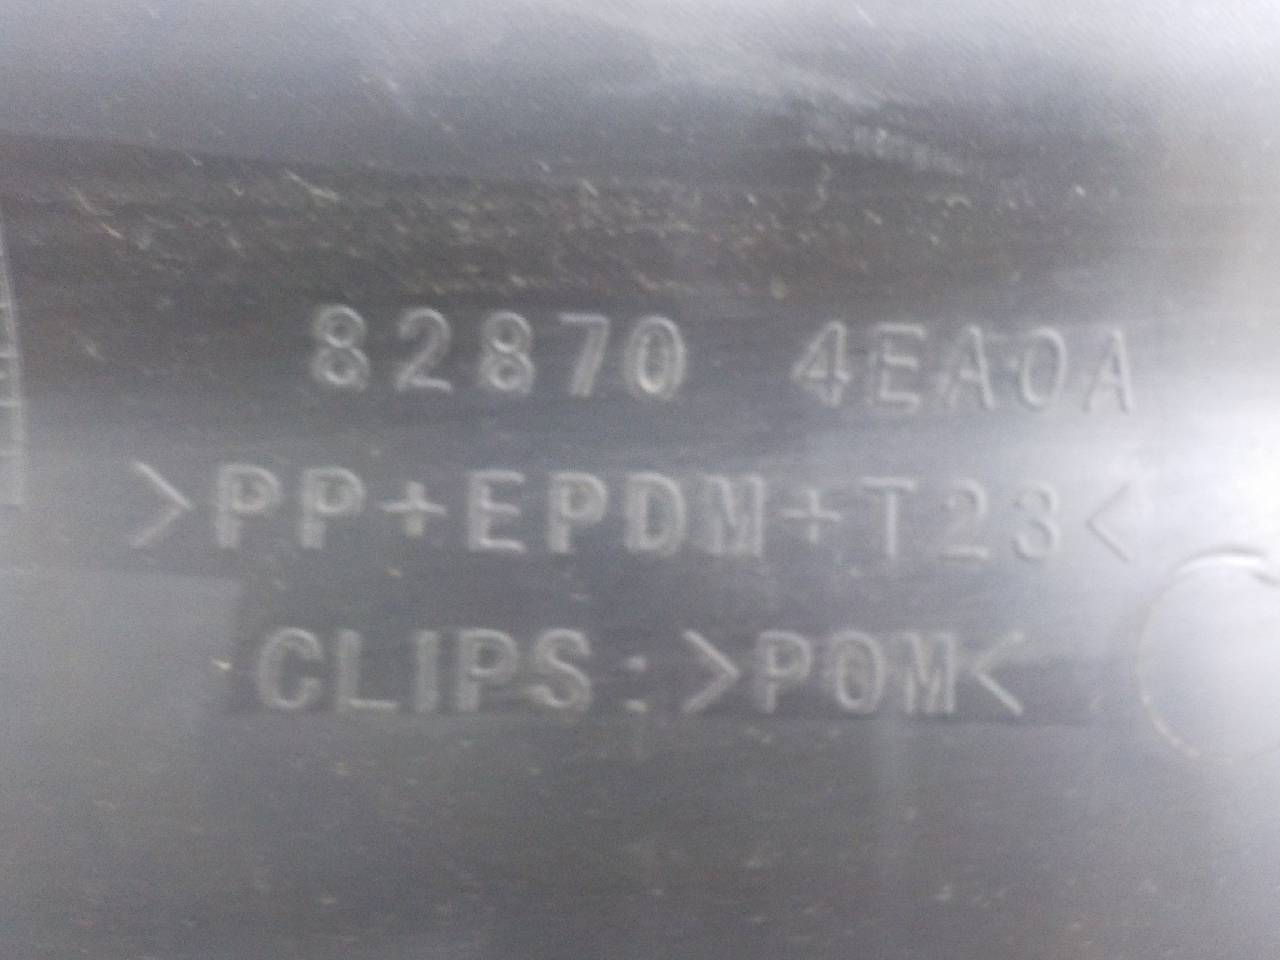 82870 4EA0A
>PP+EPDM+T23<
CLIPS:>POM<